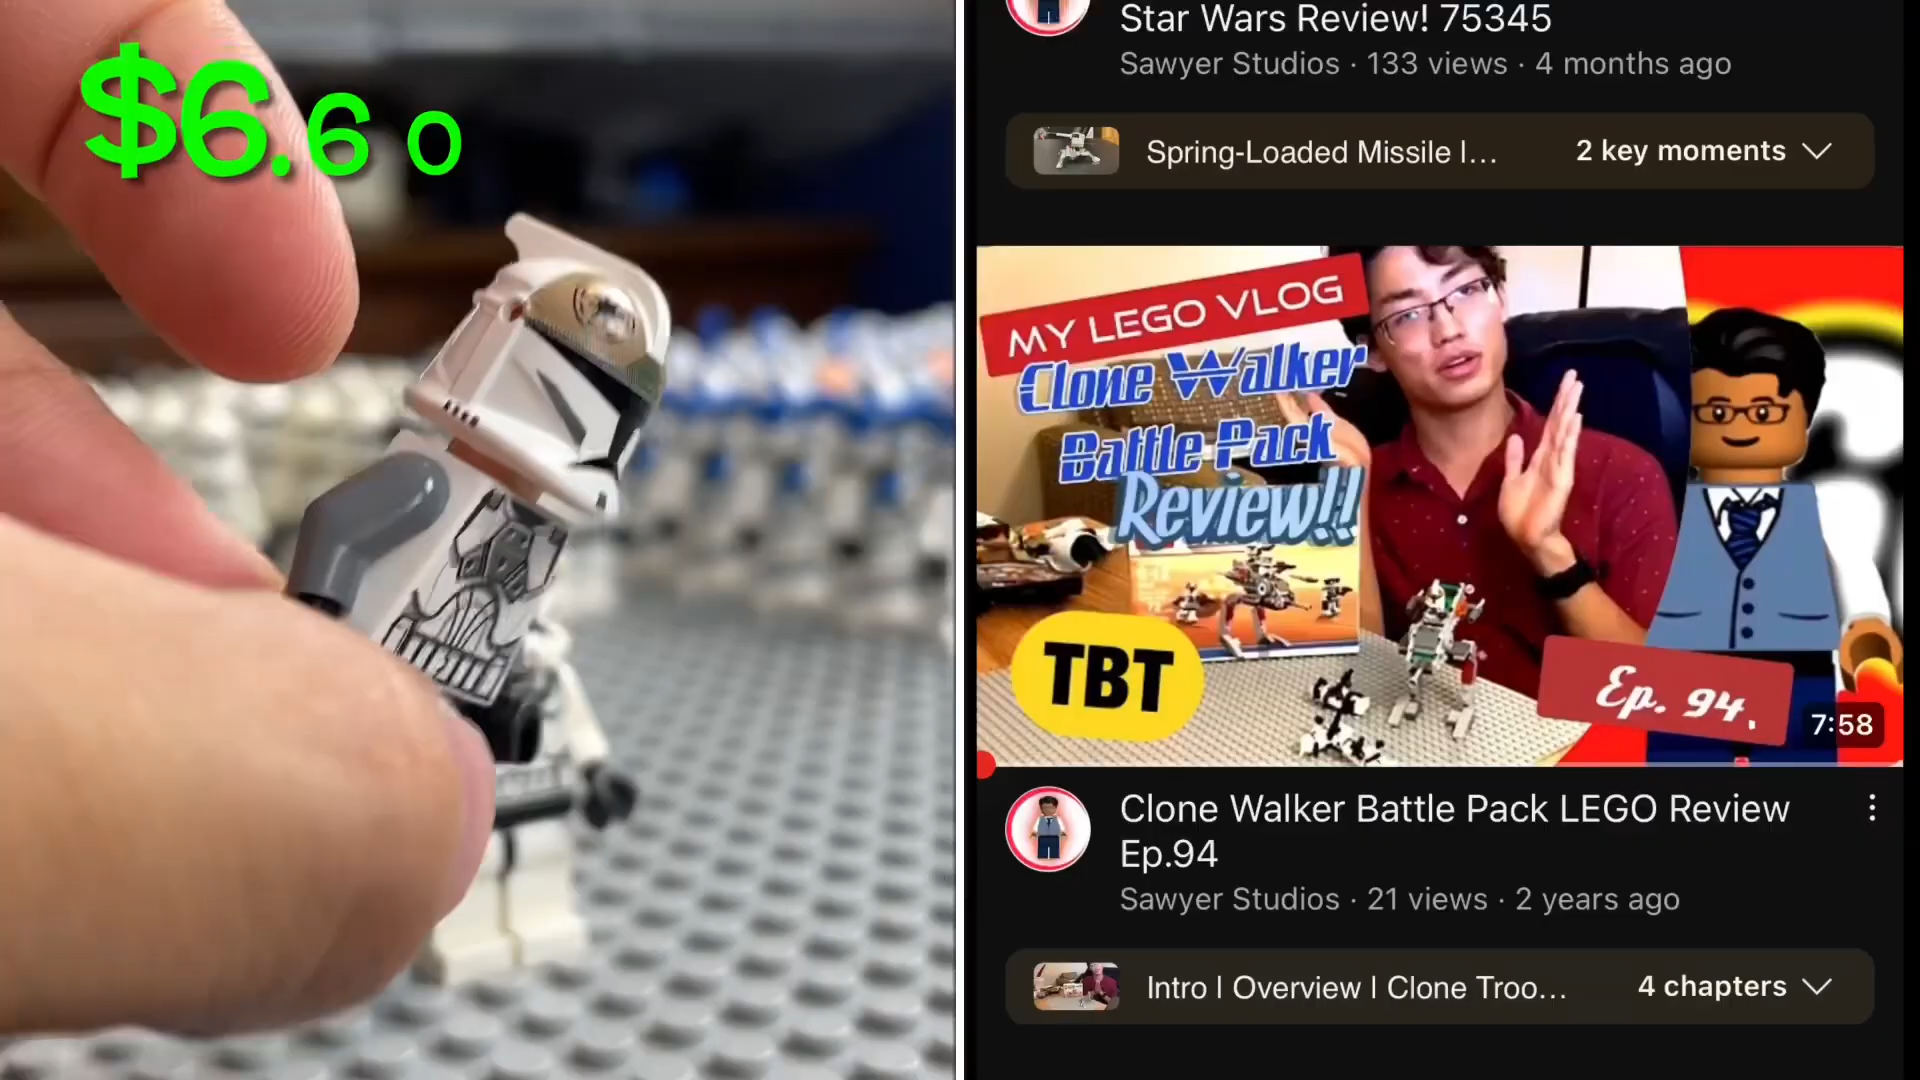 $6.60
Star Wars Review! 75345
Sawyer Studios · 133 views · 4 months ago
Spring-Loaded Missile l...
2 key moments
MY LEGO VLOG
Clone Walker
Battle Pack
Review!!
TBT
Ep. 94.
7:58
Clone Walker Battle Pack LEGO Review
Ep.94
Sawyer Studios · 21 views · 2 years ago
Intro l Overview l Clone Troo...
4 chapters